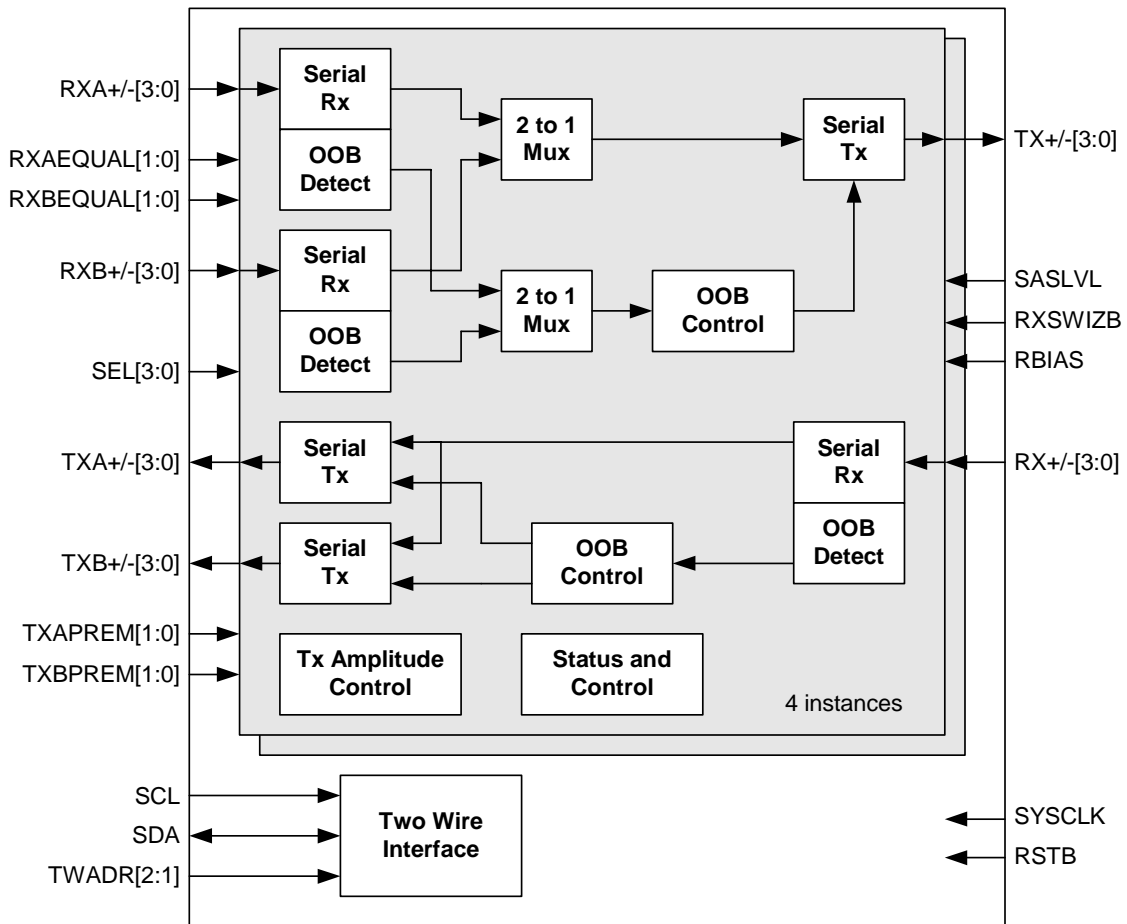 RXA+/-[3:0]
RXAEQUAL[1:0]
RXBEQUAL[1:0]
RXB+/-[3:0]
SEL[3:0]
TXA+/-[3:0]
TXB+/-[3:0]
TXAPREM[1:0]
TXBPREM[1:0]
SCL
SDA
TWADR[2:1]
Serial
Rx
OOB
Detect
Serial
Rx
OOB
Detect
2 to 1
Mux
2 to 1
Mux
OOB
Control
Serial
Tx
Serial
Tx
Serial
Tx
OOB
Control
Serial
Rx
OOB
Detect
Tx Amplitude
Control
Status and
Control
4 instances
Two Wire
Interface
TX+/-[3:0]
SASLVL
RXSWIZB
RBIAS
RX+/-[3:0]
SYSCLK
RSTB